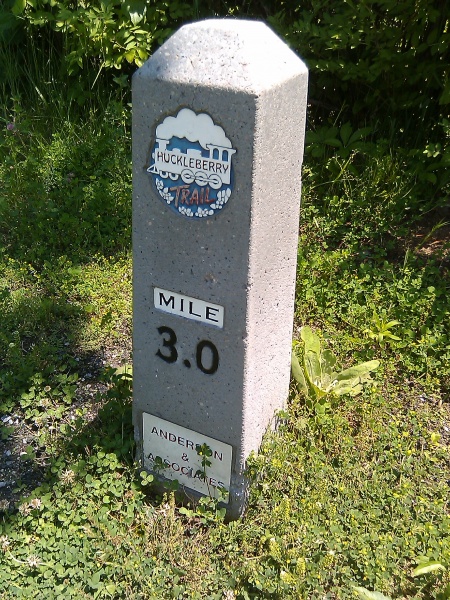 HUCKLEBERRY
TRAIL
MILE
3.0
ANDERSON
&
ASSOCIATES